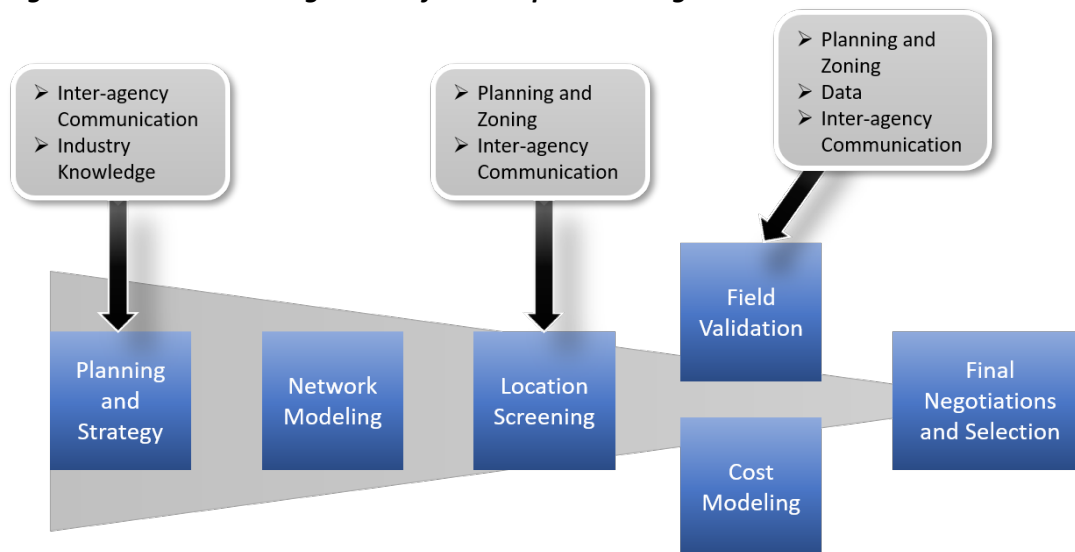 ➢ Inter-agency
Communication
➢ Industry
Knowledge
➢ Planning and
Zoning
➢ Inter-agency
Communication
➢ Planning and
Zoning
➢ Data
➢ Inter-agency
Communication
Planning
and
Strategy
Network
Modeling
Location
Screening
Field
Validation
Cost
Modeling
Final
Negotiations
and Selection